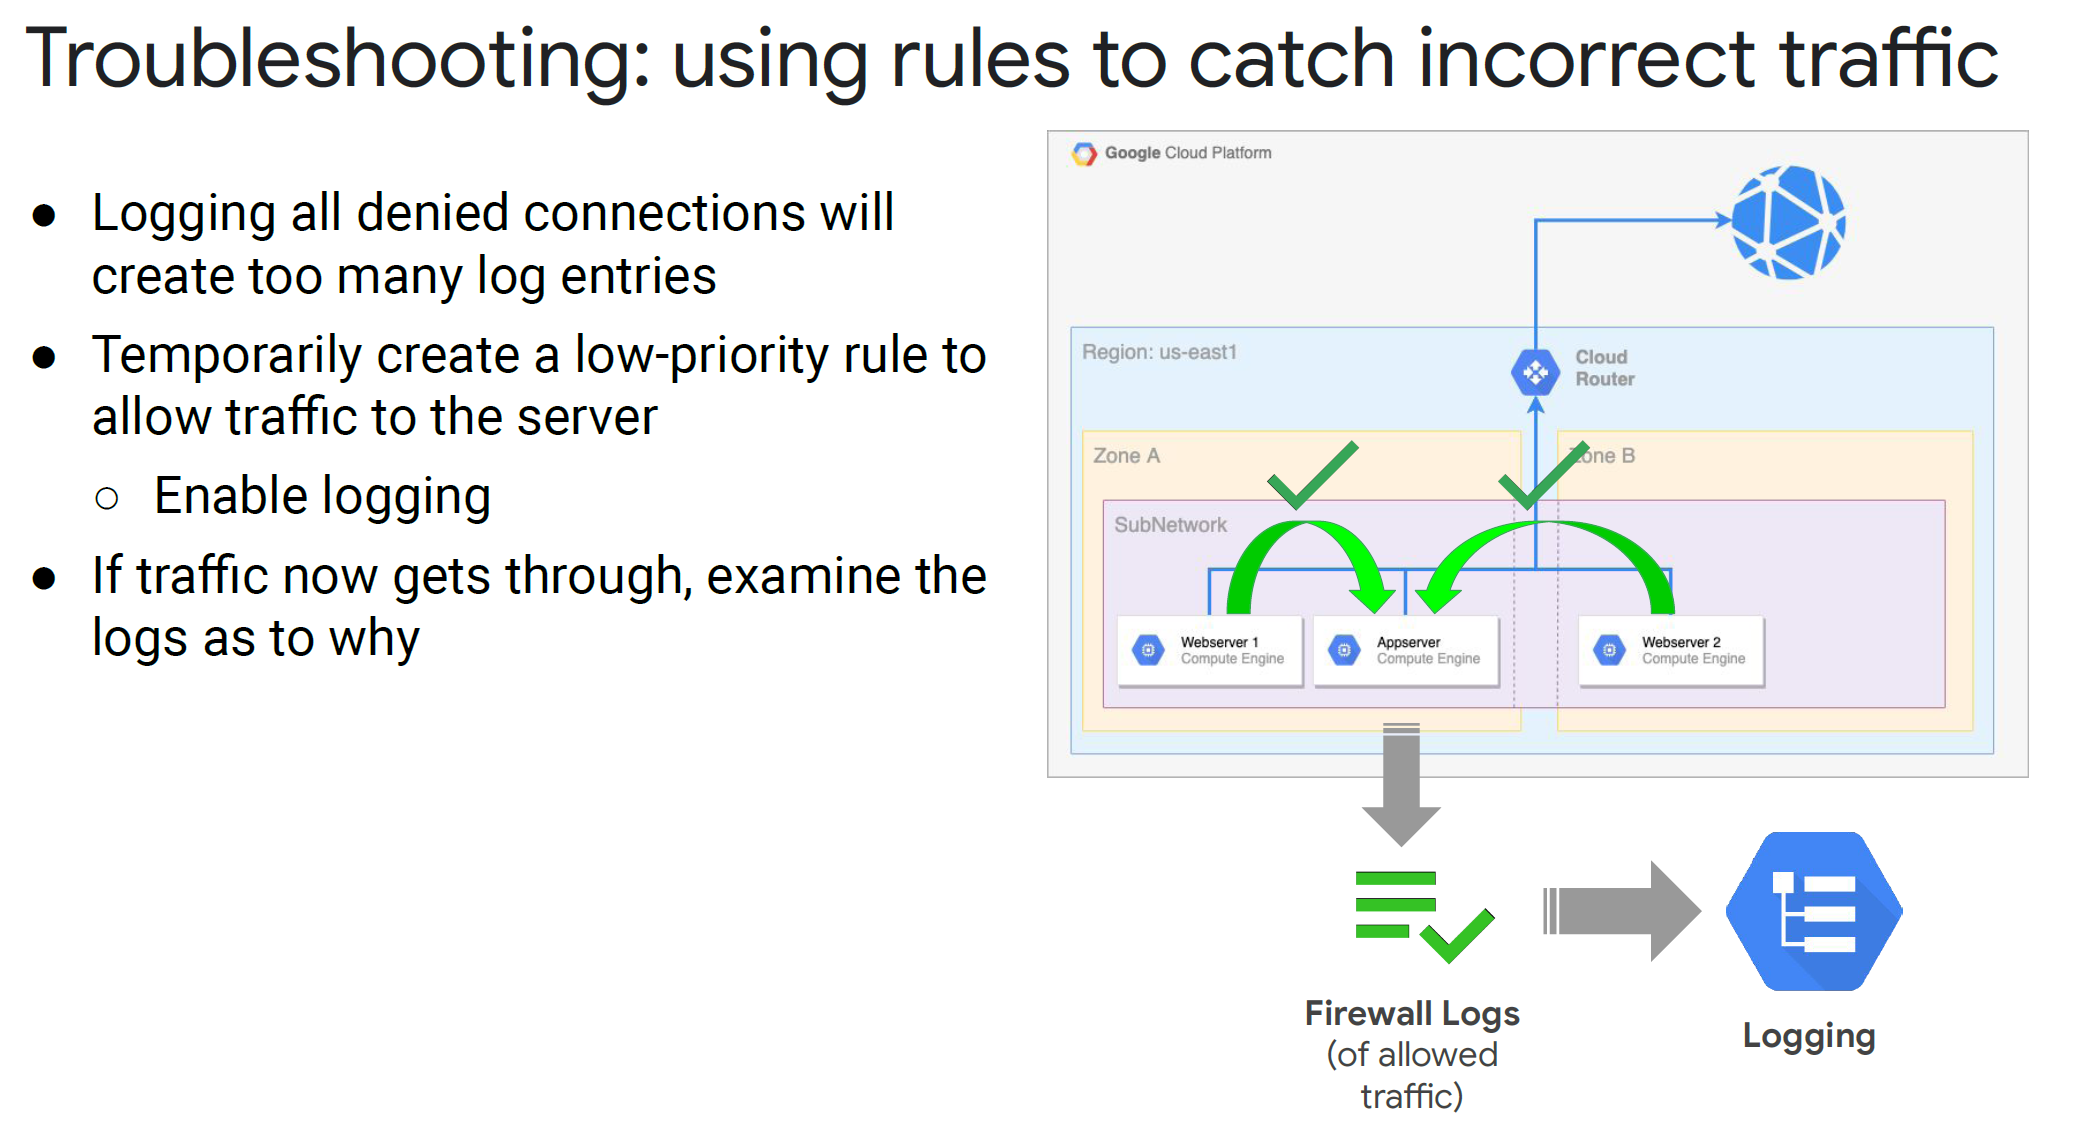 Troubleshooting: using rules to catch incorrect traffic
● Logging all denied connections will
create too many log entries
● Temporarily create a low-priority rule to
allow traffic to the server
○ Enable logging
● If traffic now gets through, examine the
logs as to why
Google Cloud Platform
Region: us-east1
Cloud
Router
Zone A
Zone B
SubNetwork
Webserver 1
Compute Engine
Appserver
Compute Engine
Webserver 2
Compute Engine
Firewall Logs
(of allowed
traffic)
Logging